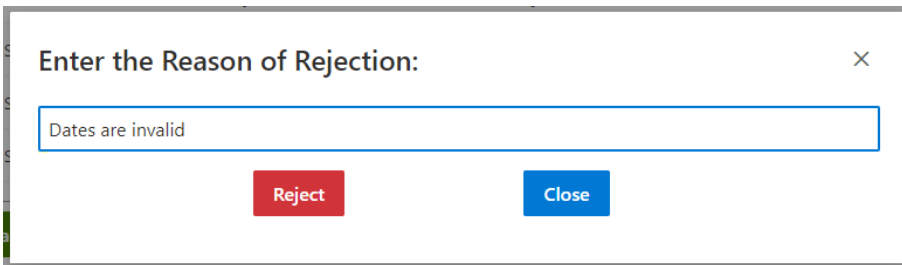 Enter the Reason of Rejection:
Dates are invalid
Reject Close